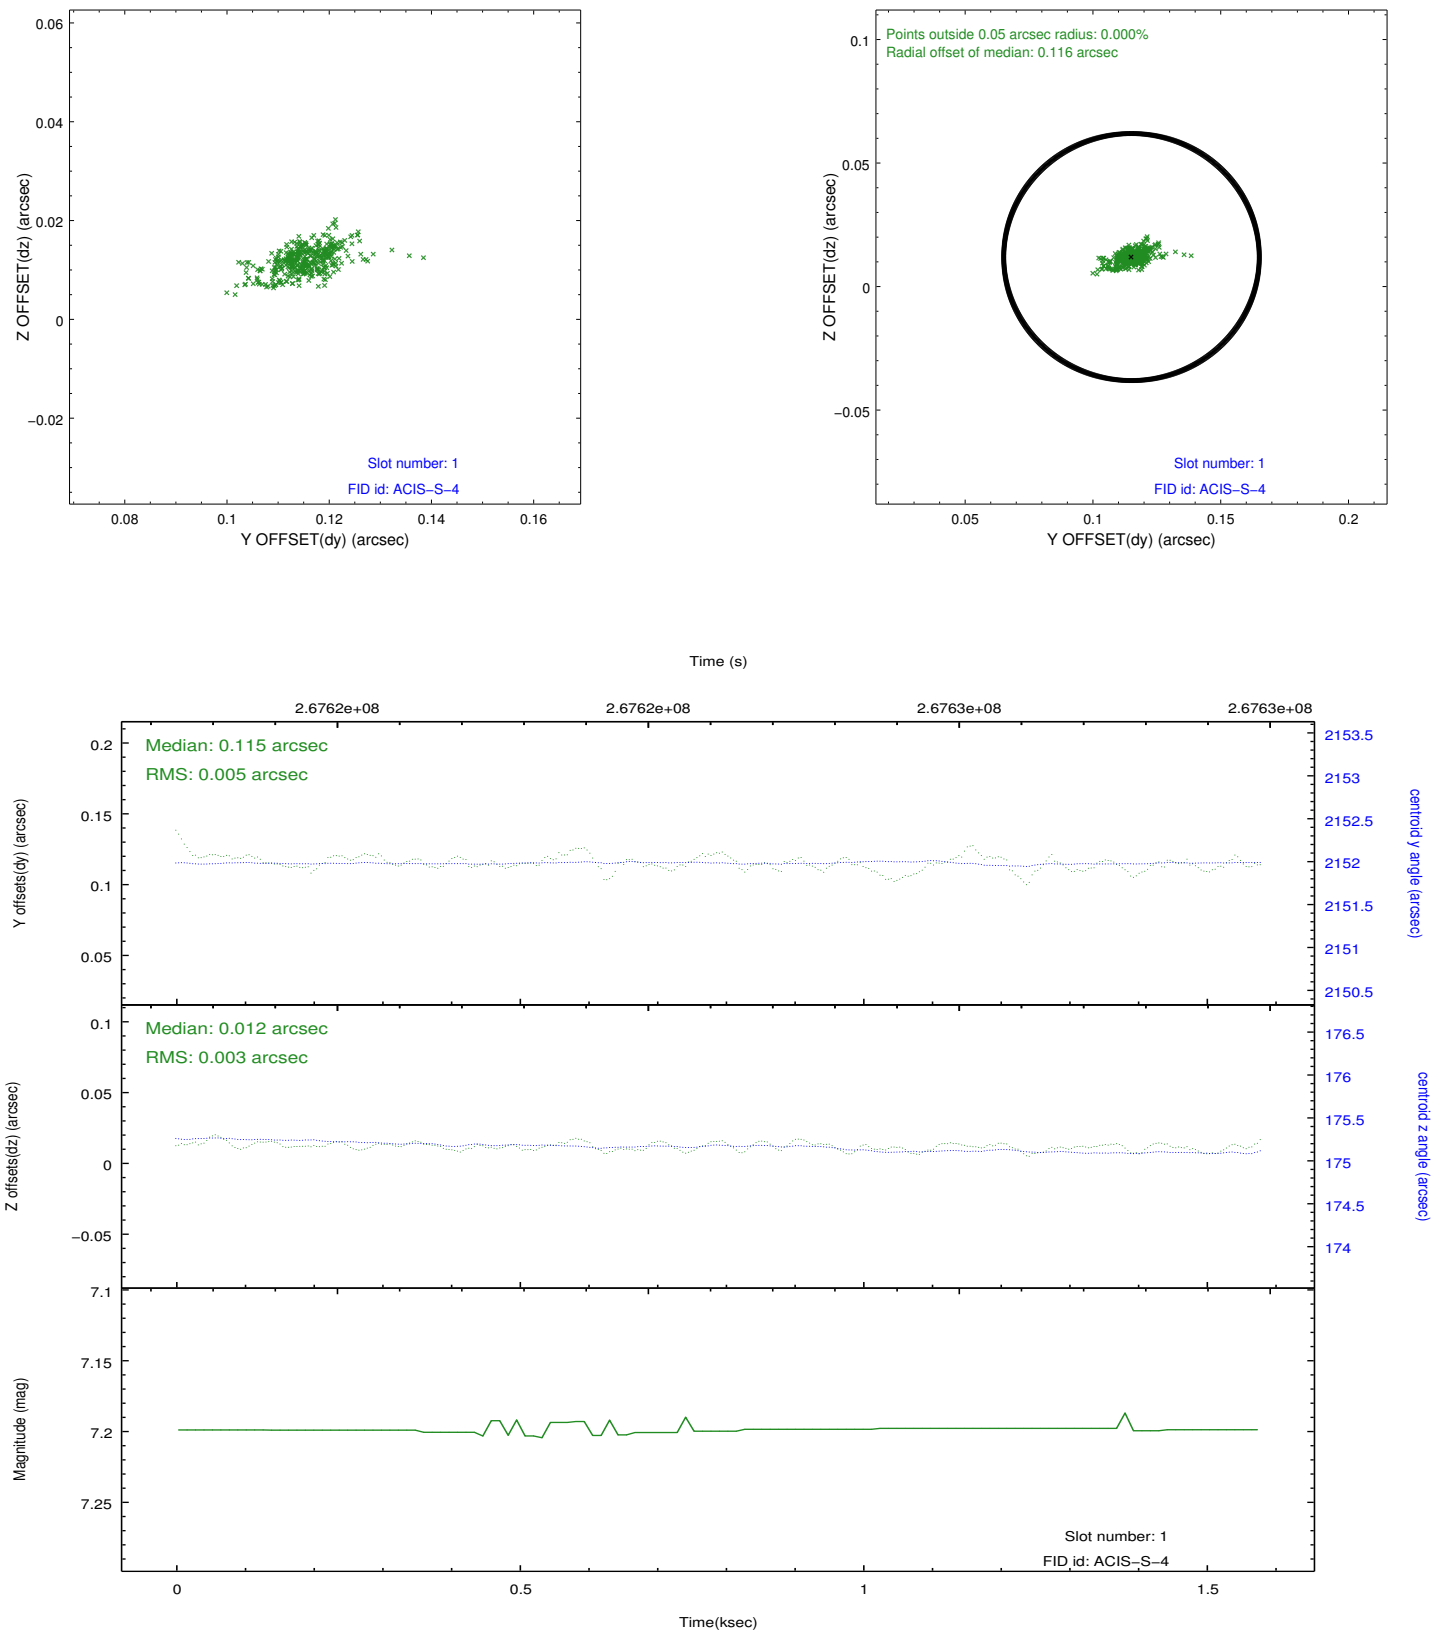 0.06
0.04
0.02
0
−0.02
Z OFFSET(dz) (arcsec)
Slot number: 1
FID id: ACIS−S−4
0.08
0.1
0.12
0.14
0.16
Y OFFSET(dy) (arcsec)
Points outside 0.05 arcsec radius: 0.000%
Radial offset of median: 0.116 arcsec
0.1
0.05
0
−0.05
Z OFFSET(dz) (arcsec)
Slot number: 1
FID id: ACIS−S−4
0.05
0.1
0.15
0.2
Y OFFSET(dy) (arcsec)
Time (s)
2.6762e+08
2.6762e+08
2.6763e+08
2.6763e+08
Median: 0.115 arcsec
RMS: 0.005 arcsec
0.2
0.15
0.1
0.05
Y offsets(dy) (arcsec)
2153.5
2153
2152.5
2152
2151.5
2151
2150.5
centroid y angle (arcsec)
Median: 0.012 arcsec
RMS: 0.003 arcsec
0.1
0.05
0
−0.05
Z offsets(dz) (arcsec)
176.5
176
175.5
175
174.5
174
centroid z angle (arcsec)
7.1
7.15
7.2
7.25
Magnitude (mag)
Slot number: 1
FID id: ACIS−S−4
0
0.5
1
1.5
Time(ksec)